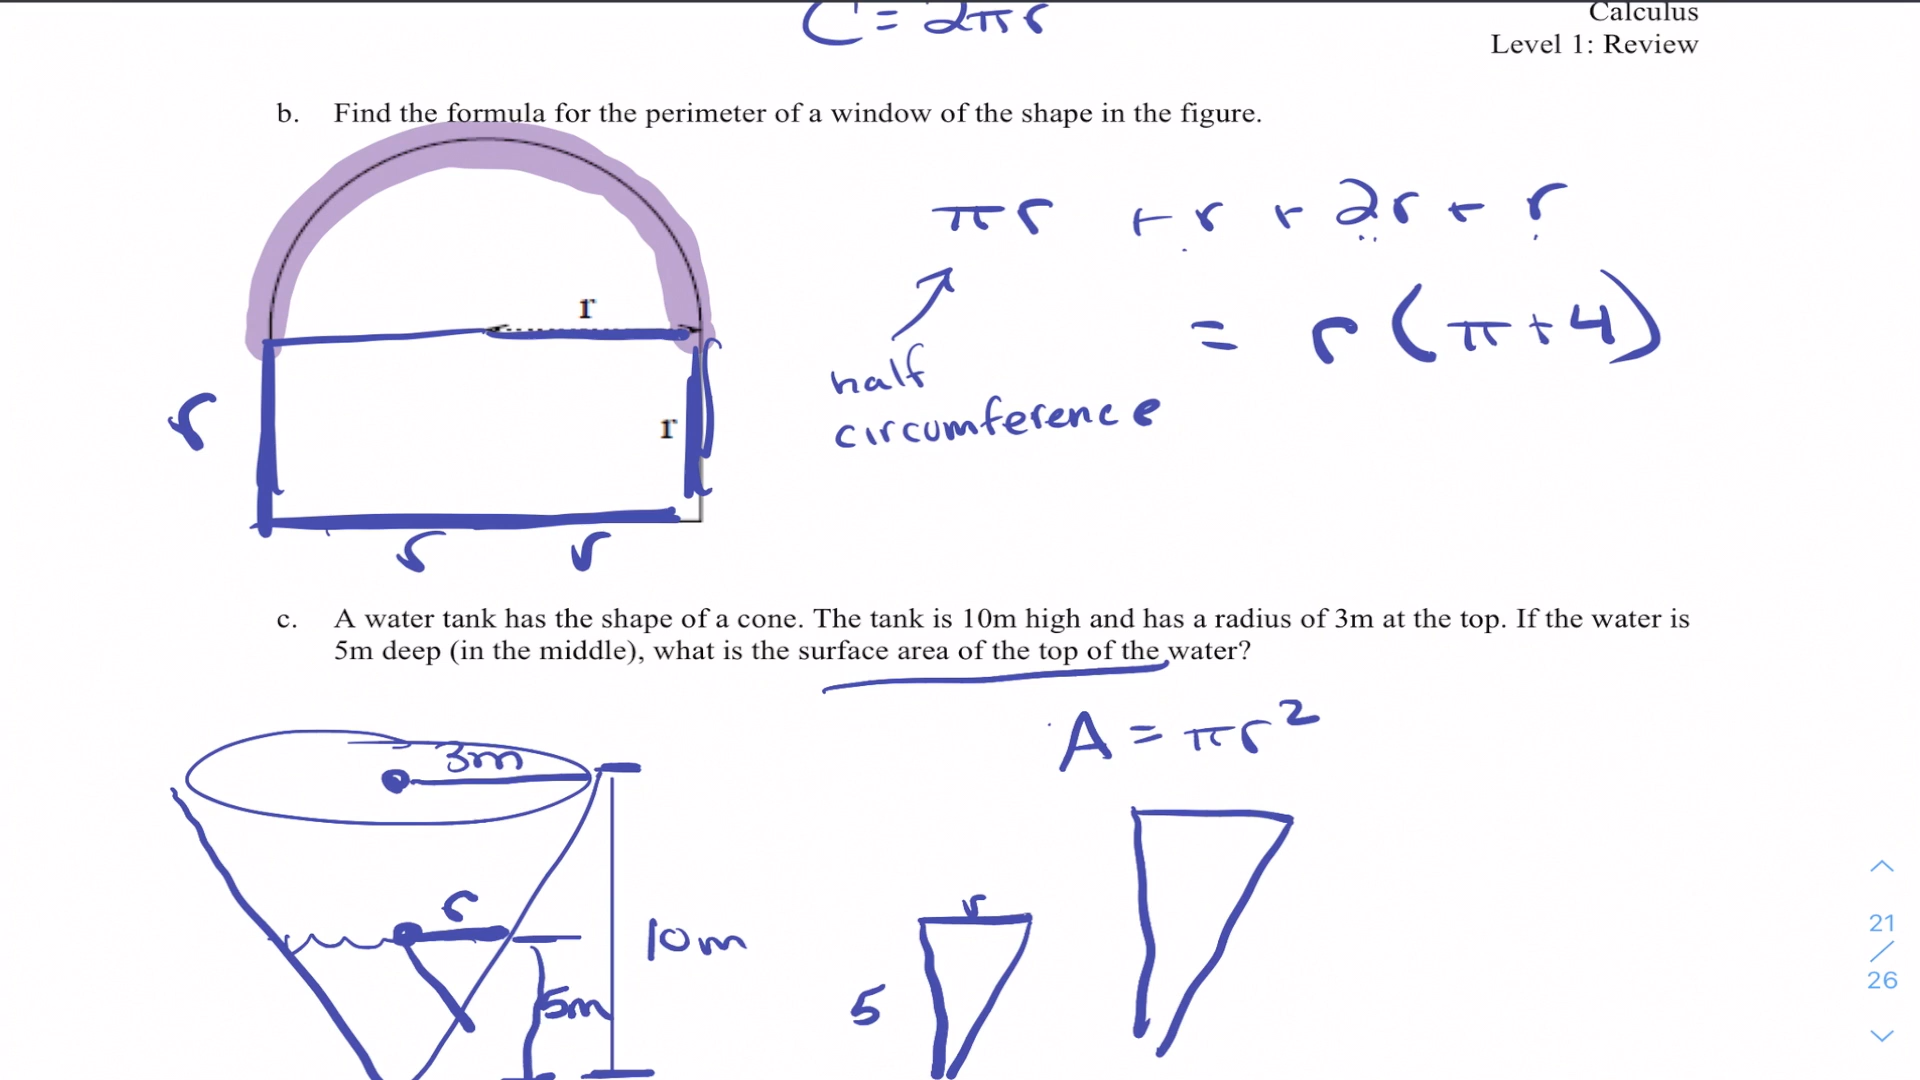 C = 2πr
Calculus
Level 1: Review
b. Find the formula for the perimeter of a window of the shape in the figure.
πr + r + 2r + r
r
= r(π+4)
half
circumference
r
r
r r
c. A water tank has the shape of a cone. The tank is 10m high and has a radius of 3m at the top. If the water is
5m deep (in the middle), what is the surface area of the top of the water?
A = πr²
3m
r
10m
5m
r
5
21
/
26